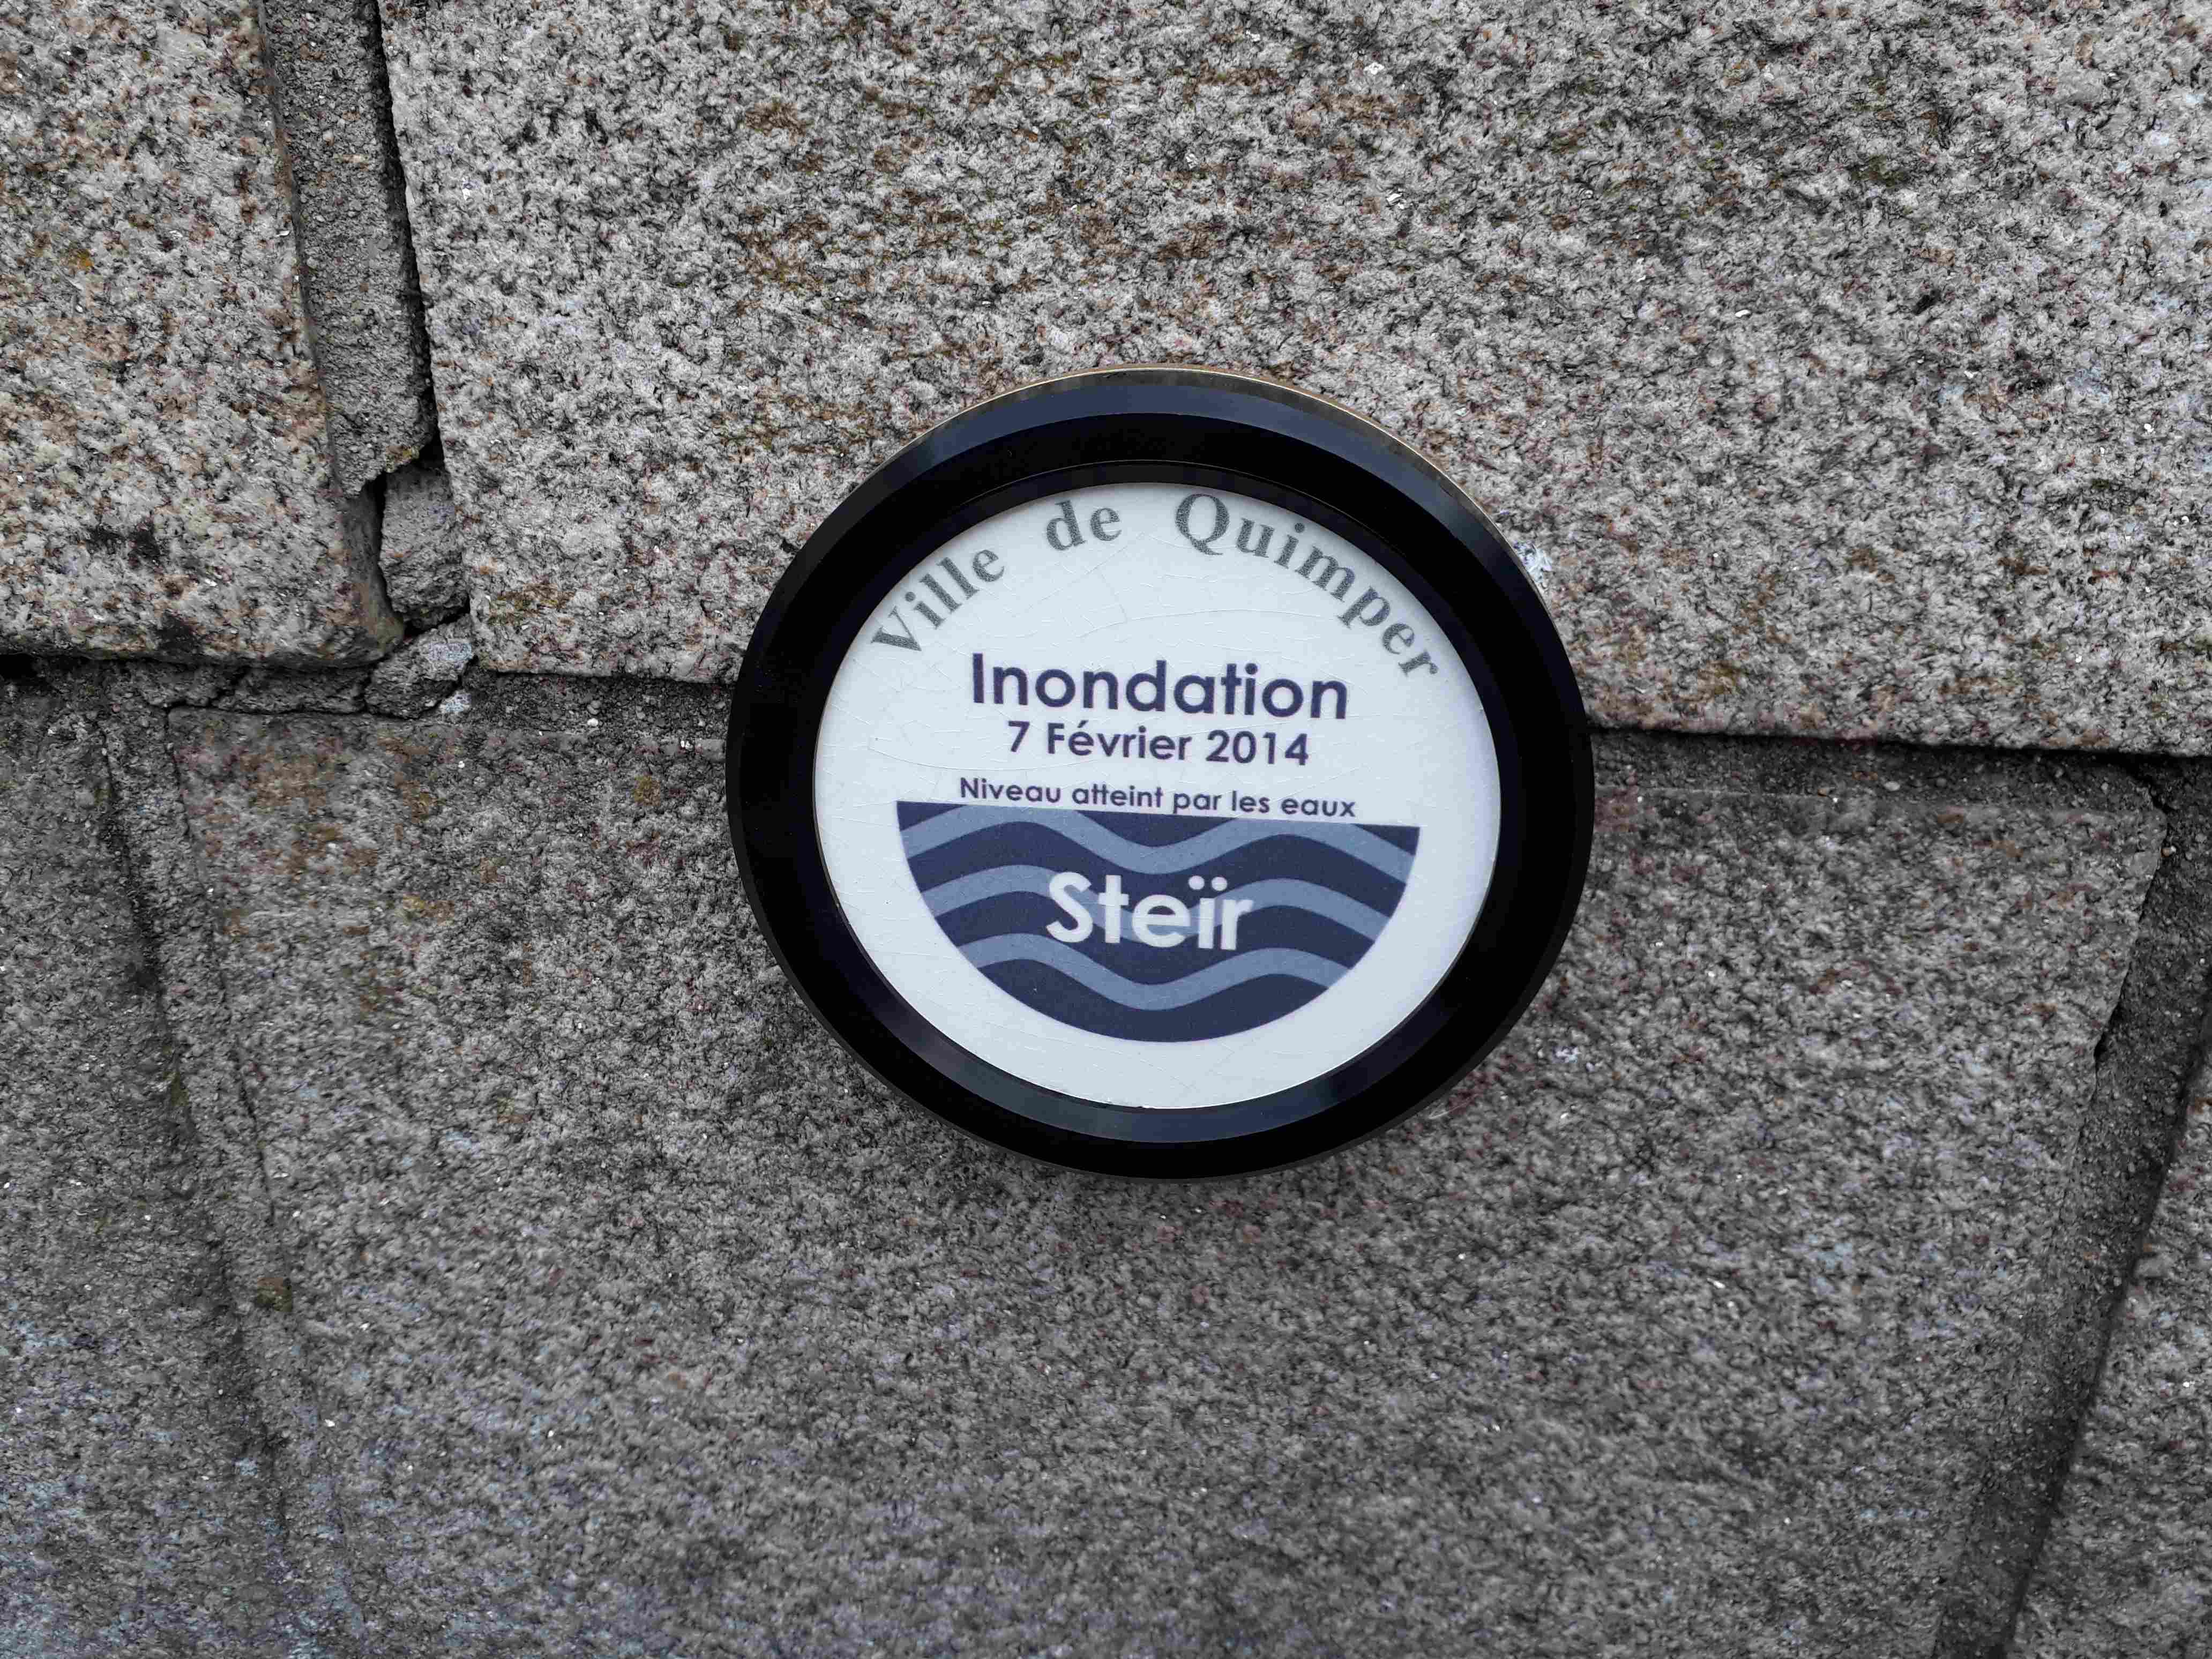 Ville de Quimper
Inondation
7 Février 2014
Niveau atteint par les eaux
Steïr